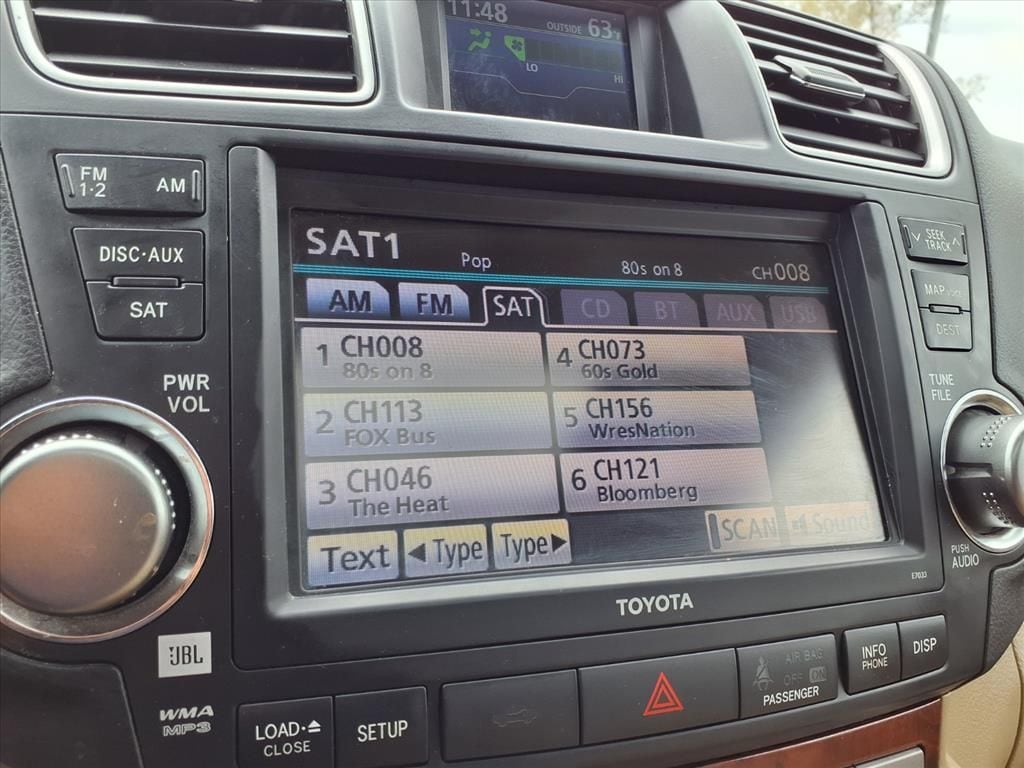 11:48 OUTSIDE 63°F
LO HI
FM
1·2
AM
DISC·AUX
SAT
PWR
VOL
SAT1
Pop 80s on 8 CH008
AM FM SAT CD BT AUX USB
1 CH008
80s on 8
2 CH113
FOX Bus
3 CH046
The Heat
4 CH073
60s Gold
5 CH156
WresNation
6 CH121
Bloomberg
Text ◀ Type Type▶ SCAN Sound
SEEK
TRACK
MAP VOICE
DEST
TUNE
FILE
PUSH
AUDIO
E7033
TOYOTA
JBL
WMA
MP3
LOAD·⏏
CLOSE
SETUP
AIR BAG
OFF ON
PASSENGER
INFO
PHONE
DISP